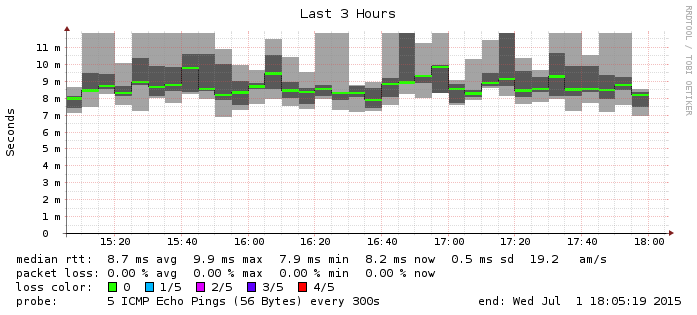 Last 3 Hours
RRDTOOL / TOBI OETIKER
Seconds
11 m
10 m
9 m
8 m
7 m
6 m
5 m
4 m
3 m
2 m
1 m
0
15:20 15:40 16:00 16:20 16:40 17:00 17:20 17:40 18:00
median rtt: 8.7 ms avg 9.9 ms max 7.9 ms min 8.2 ms now 0.5 ms sd 19.2 am/s
packet loss: 0.00 % avg 0.00 % max 0.00 % min 0.00 % now
loss color: 0 1/5 2/5 3/5 4/5
probe: 5 ICMP Echo Pings (56 Bytes) every 300s end: Wed Jul 1 18:05:19 2015